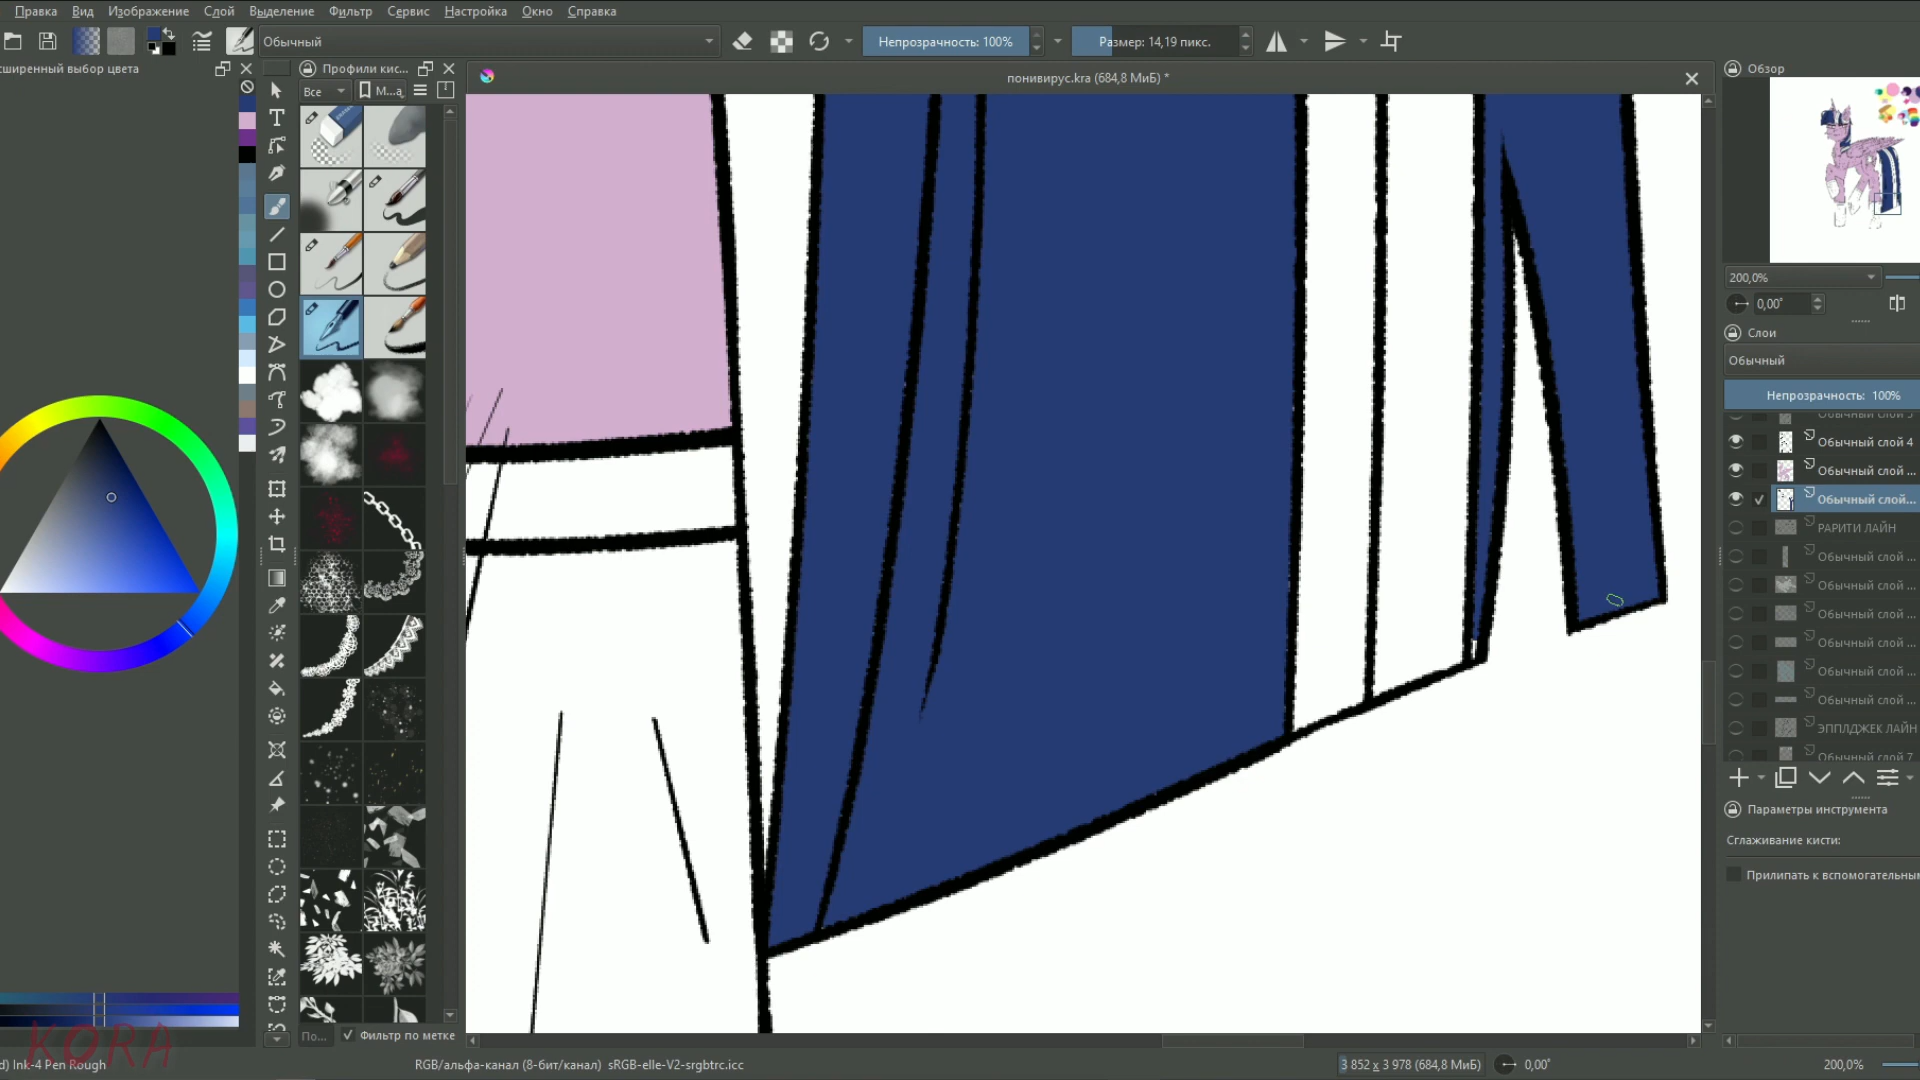 Правка Вид Изображение Слой Выделение Фильтр Сервис Настройка Окно Справка
Обычный
Непрозрачность: 100%
Размер: 14,19 пикс.
сширенный выбор цвета
Профили кис...
Все
М...а
понивирус.kra (684,8 МиБ) *
Обзор
200,0%
0,00°
Слои
Обычный
Непрозрачность: 100%
Обычный слой 5
Обычный слой 4
Обычный слой ...
Обычный слой...
РАРИТИ ЛАЙН
Обычный слой ...
Обычный слой ...
Обычный слой ...
Обычный слой ...
Обычный слой ...
Обычный слой ...
ЭППЛДЖЕК ЛАЙН
Обычный слой 7
Параметры инструмента
Сглаживание кисти:
Прилипать к вспомогательным
По...
Фильтр по метке
KORA
d) Ink-4 Pen Rough
RGB/альфа-канал (8-бит/канал) sRGB-elle-V2-srgbtrc.icc
3 852 x 3 978 (684,8 МиБ)
0,00°
200,0%